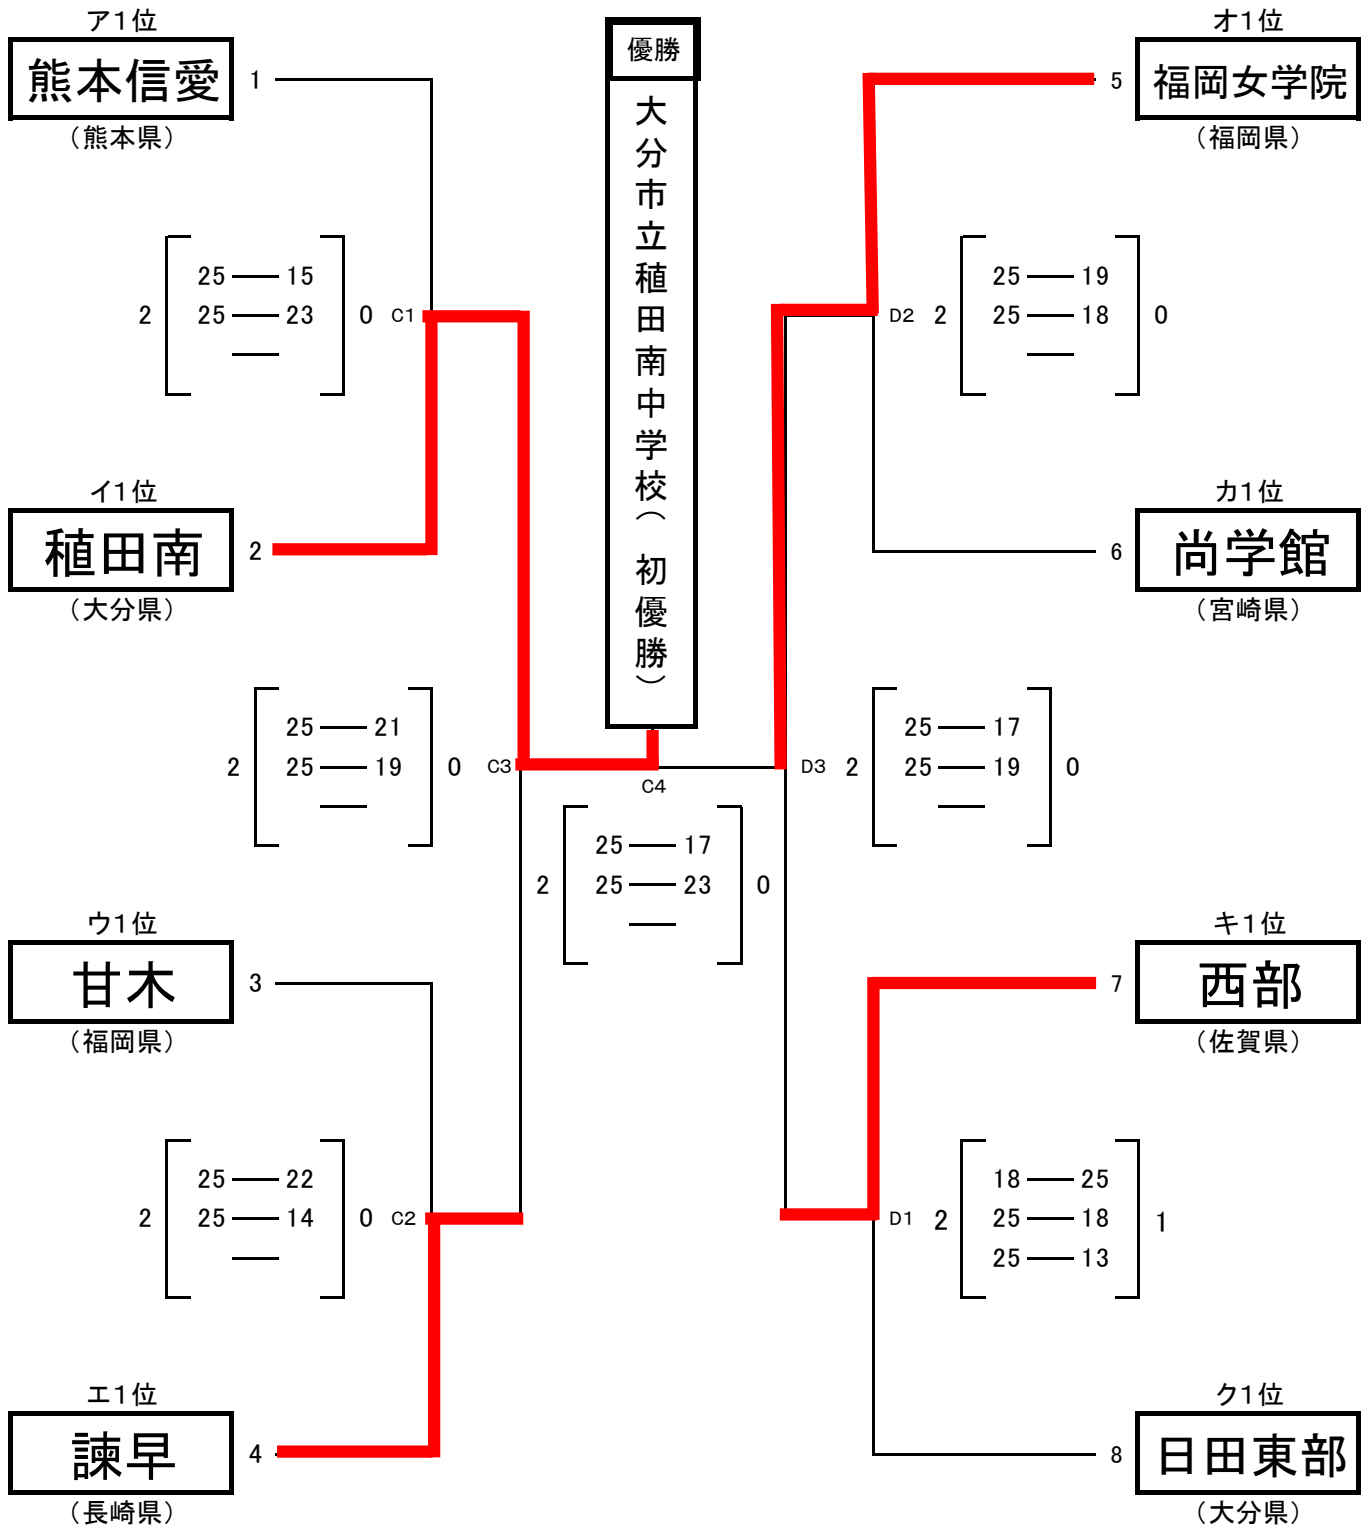 ア1位
熊本信愛 1
（熊本県）
優勝
大分市立稙田南中学校（ 初優勝）
オ1位
5 福岡女学院
（福岡県）
25 15
2 25 23 0 C1
25 19
D2 2 25 18 0
イ1位
稙田南 2
（大分県）
カ1位
6 尚学館
（宮崎県）
25 21
2 25 19 0 C3
C4
25 17
2 25 23 0
25 17
D3 2 25 19 0
ウ1位
甘木 3
（福岡県）
キ1位
7 西部
（佐賀県）
25 22
2 25 14 0 C2
18 25
D1 2 25 18 1
25 13
エ1位
諫早 4
（長崎県）
ク1位
8 日田東部
（大分県）